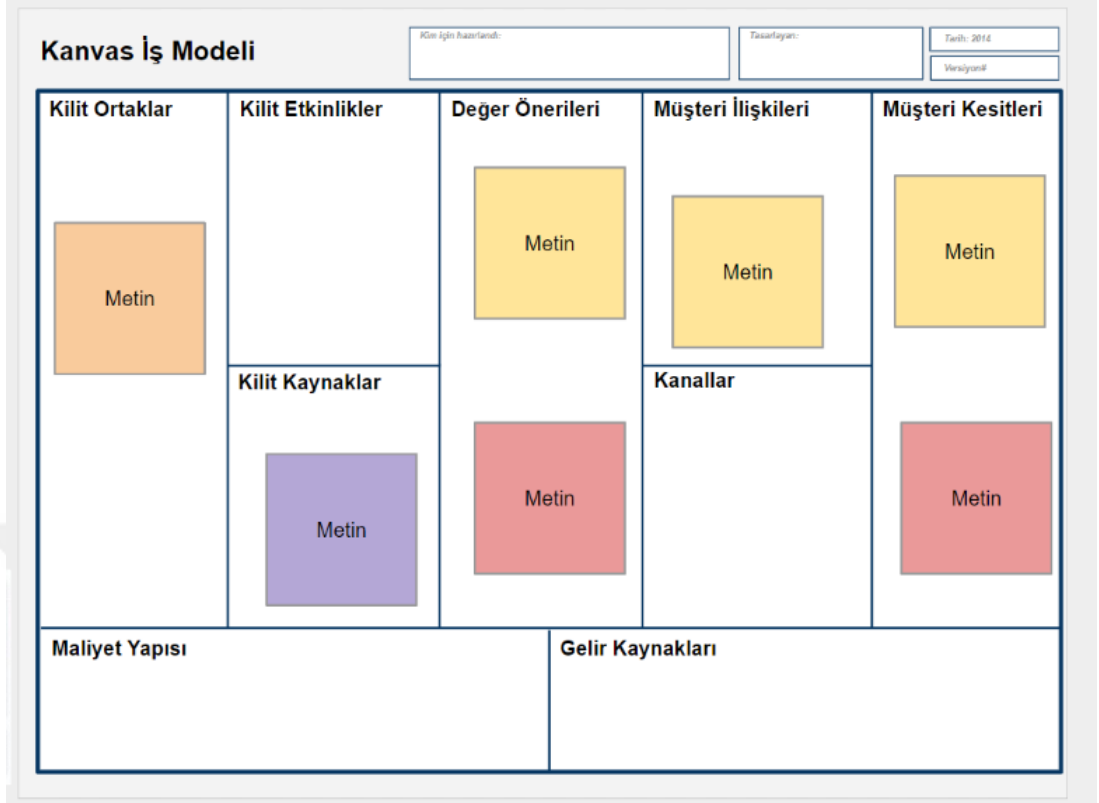 Kanvas İş Modeli
Kim için hazırlandı:
Tasarlayan:
Tarih: 2014
Versiyon#
Kilit Ortaklar
Metin
Kilit Etkinlikler
Kilit Kaynaklar
Metin
Değer Önerileri
Metin
Metin
Müşteri İlişkileri
Metin
Kanallar
Müşteri Kesitleri
Metin
Metin
Maliyet Yapısı
Gelir Kaynakları